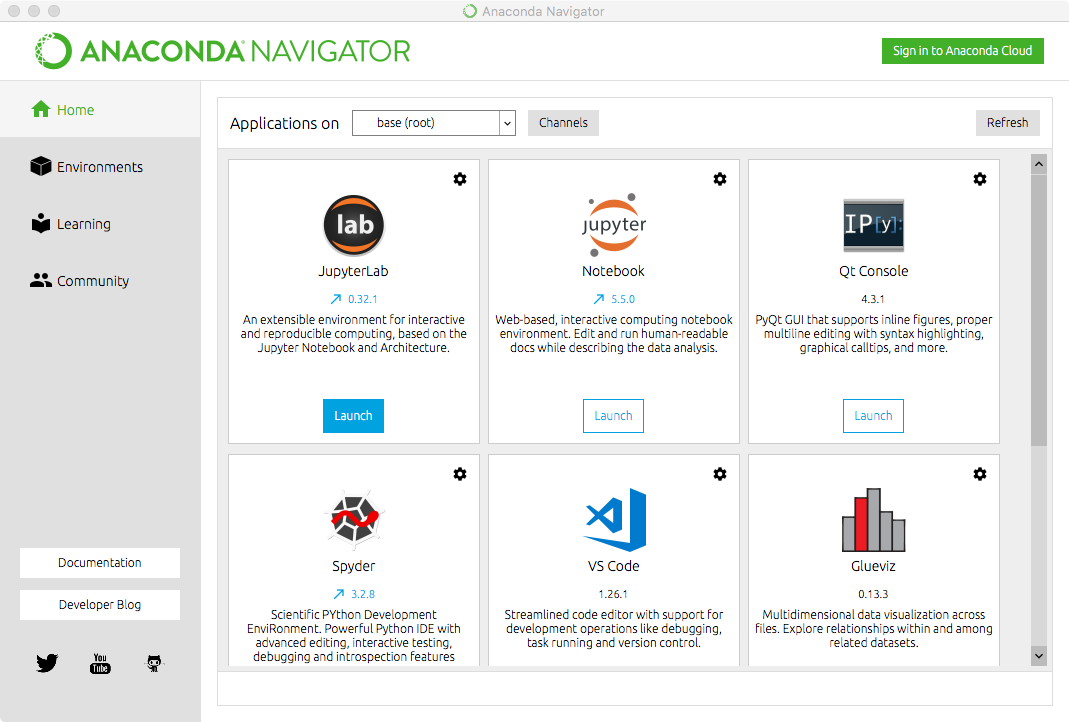 Anaconda Navigator
ANACONDA NAVIGATOR
Sign in to Anaconda Cloud
Home
Environments
Learning
Community
Documentation
Developer Blog
You
Tube
Applications on
base (root)
Channels
Refresh
lab
JupyterLab
0.32.1
An extensible environment for interactive
and reproducible computing, based on the
Jupyter Notebook and Architecture.
Launch
jupyter
Notebook
5.5.0
Web-based, interactive computing notebook
environment. Edit and run human-readable
docs while describing the data analysis.
Launch
IP[y]:
Qt Console
4.3.1
PyQt GUI that supports inline figures, proper
multiline editing with syntax highlighting,
graphical calltips, and more.
Launch
Spyder
3.2.8
Scientific PYthon Development
EnviRonment. Powerful Python IDE with
advanced editing, interactive testing,
debugging and introspection features
VS Code
1.26.1
Streamlined code editor with support for
development operations like debugging,
task running and version control.
Glueviz
0.13.3
Multidimensional data visualization across
files. Explore relationships within and among
related datasets.